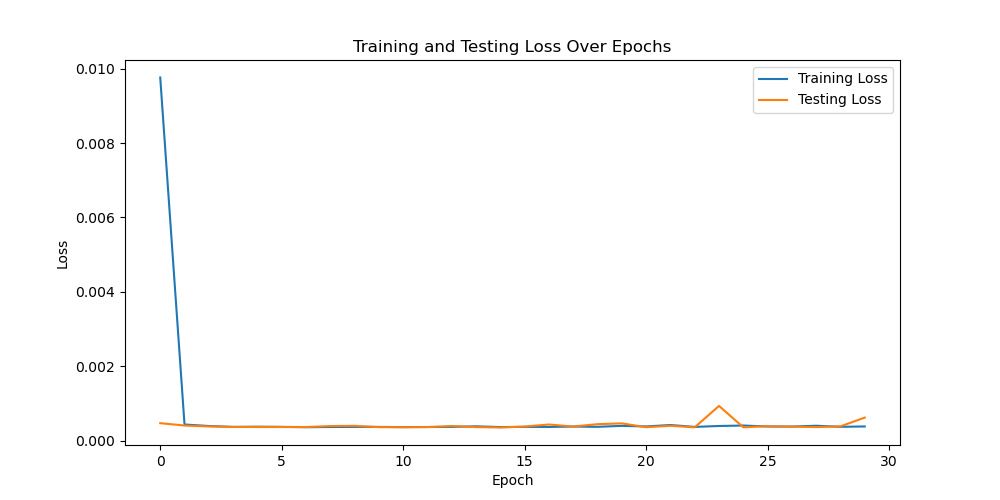 Training and Testing Loss Over Epochs
Training Loss
Testing Loss
0.010
0.008
0.006
0.004
0.002
0.000
Loss
0 5 10 15 20 25 30
Epoch